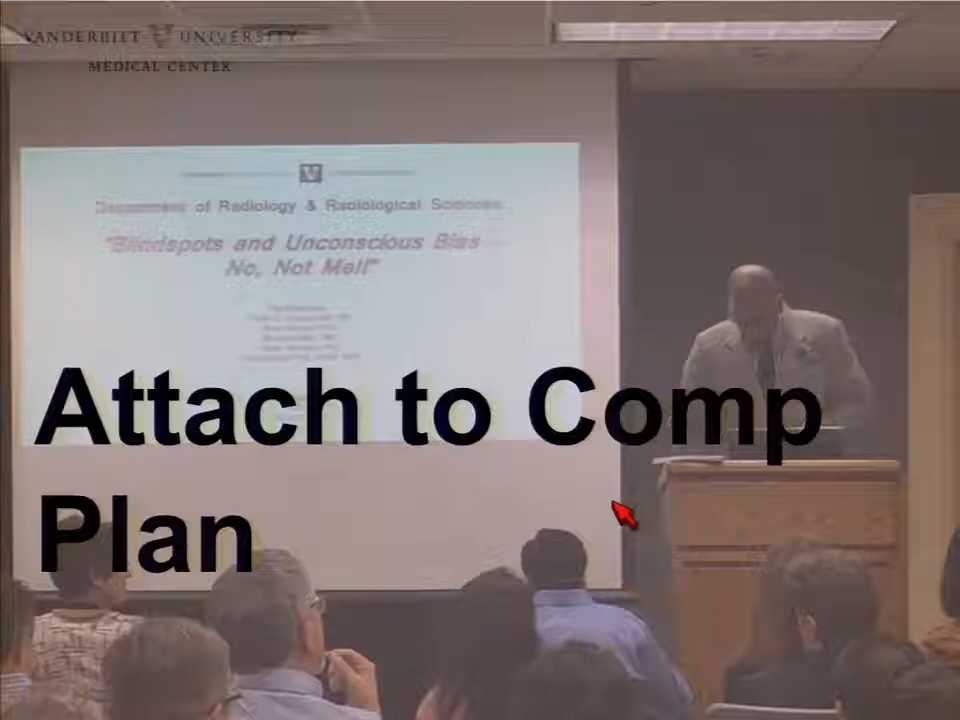 VANDERBILT V UNIVERSITY
MEDICAL CENTER
V
Department of Radiology & Radiological Sciences
"Blindspots and Unconscious Bias
No, Not Me!!"
Attach to Comp
Plan